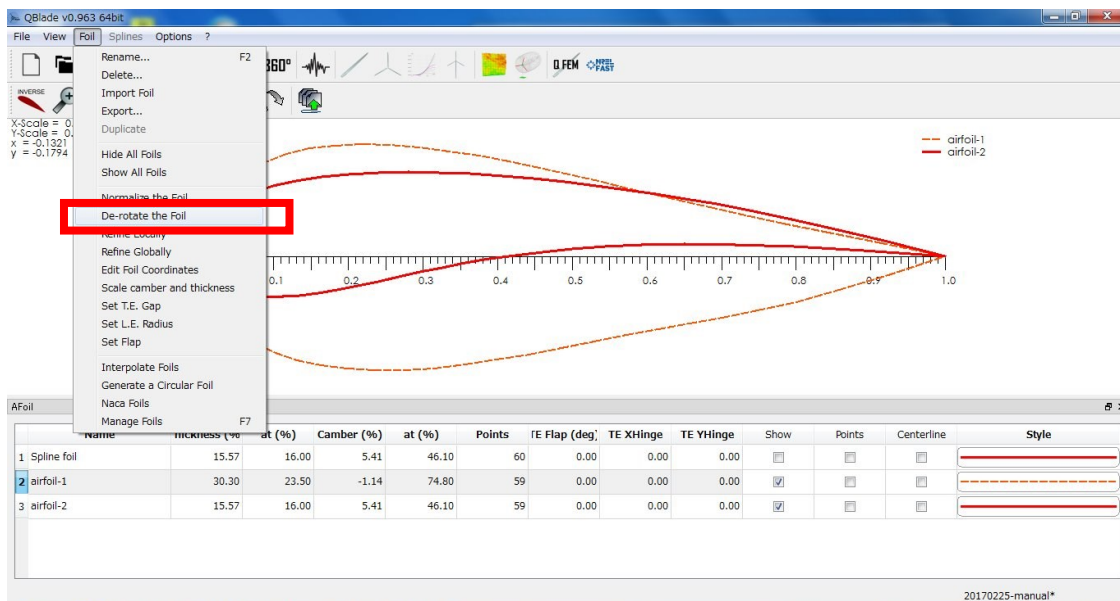 QBlade v0.963 64bit
File View Foil Splines Options ?
Rename... F2
Delete...
Import Foil
Export...
Duplicate
Hide All Foils
Show All Foils
Normalize the Foil
De-rotate the Foil
Refine Locally
Refine Globally
Edit Foil Coordinates
Scale camber and thickness
Set T.E. Gap
Set L.E. Radius
Set Flap
Interpolate Foils
Generate a Circular Foil
Naca Foils
Manage Foils F7
360°
Q FEM
FAST
INVERSE
X-Scale = 0.
Y-Scale = 0.
x = -0.1321
y = -0.1794
airfoil-1
airfoil-2
0.1 0.2 0.3 0.4 0.5 0.6 0.7 0.8 0.9 1.0
AFoil
Name Thickness (% at (%) Camber (%) at (%) Points TE Flap (deg) TE XHinge TE YHinge Show Points Centerline Style
1 Spline foil 15.57 16.00 5.41 46.10 60 0.00 0.00 0.00
2 airfoil-1 30.30 23.50 -1.14 74.80 59 0.00 0.00 0.00
3 airfoil-2 15.57 16.00 5.41 46.10 59 0.00 0.00 0.00
20170225-manual*